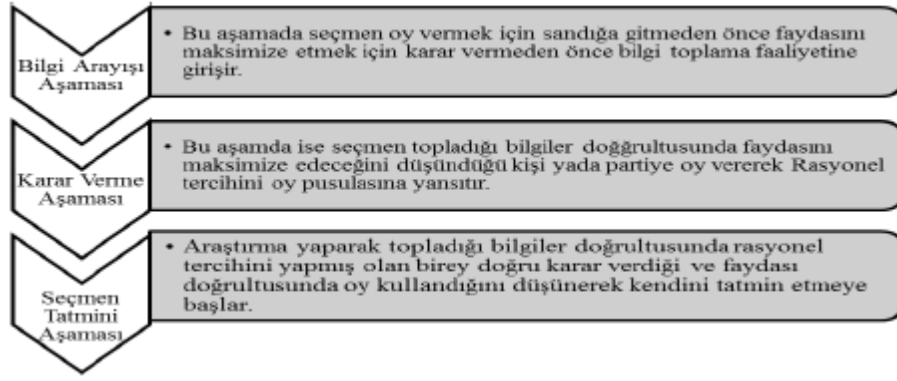 Bilgi Arayışı
Aşaması
• Bu aşamada seçmen oy vermek için sandığa gitmeden önce faydasını
maksimize etmek için karar vermeden önce bilgi toplama faaliyetine
girişir.
Karar Verme
Aşaması
• Bu aşamda ise seçmen topladığı bilgiler doğğrultusunda faydasını
maksimize edeceğini düşündüğü kişi yada partiye oy vererek Rasyonel
tercihini oy pusulasına yansıtır.
Seçmen
Tatmini
Aşaması
• Araştırma yaparak topladığı bilgiler doğrultusunda rasyonel
tercihini yapmış olan birey doğru karar verdiği ve faydası
doğrultusunda oy kullandığını düşünerek kendini tatmin etmeye
başlar.